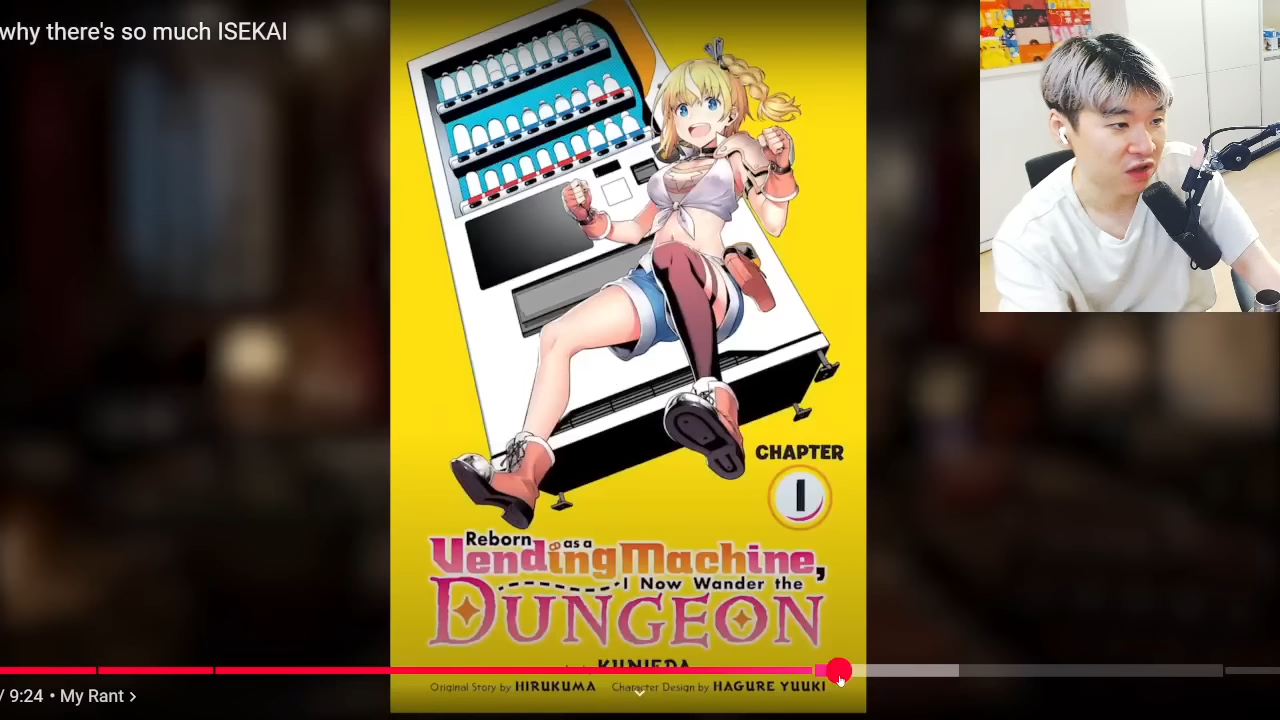 why there's so much ISEKAI
CHAPTER
1
Reborn as a
Vending Machine,
I Now Wander the
DUNGEON
KUNIEDA
Original Story by HIRUKUMA Character Design by HAGURE YUUKI
/ 9:24 • My Rant >